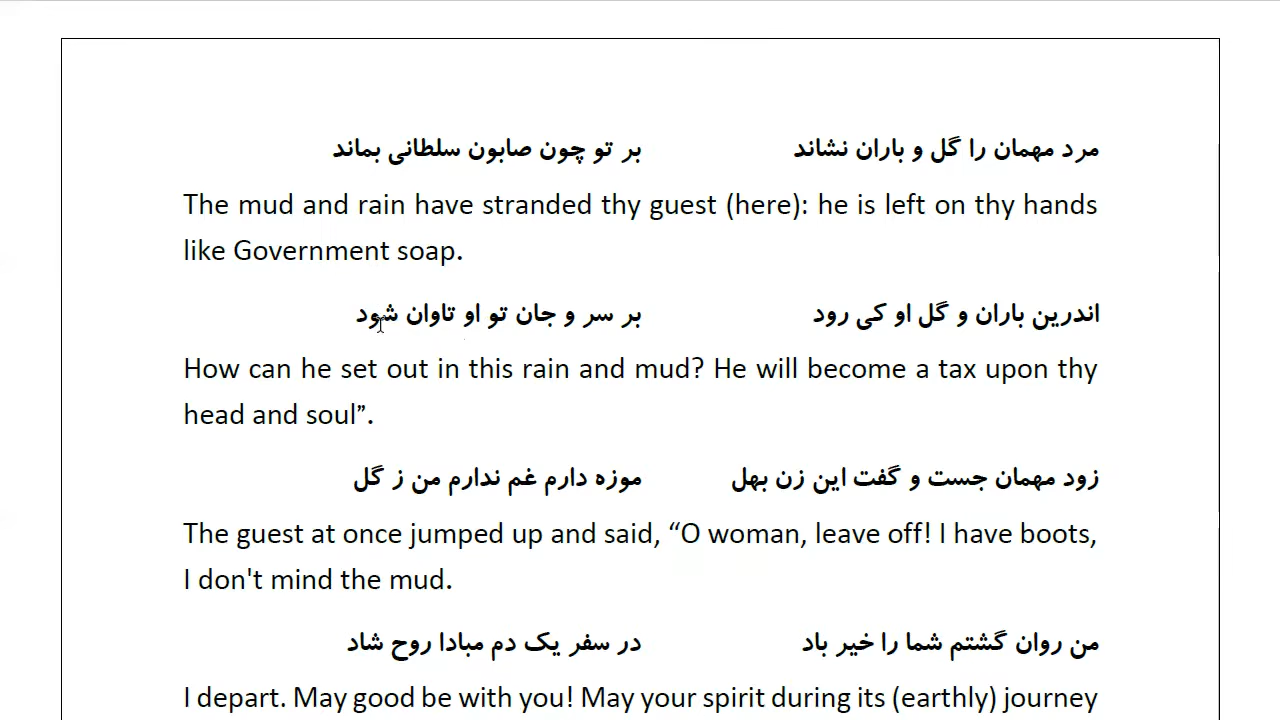 مرد مهمان را گل و باران نشاند بر تو چون صابون سلطانی بماند
The mud and rain have stranded thy guest (here): he is left on thy hands
like Government soap.
اندرین باران و گل او کی رود بر سر و جان تو او تاوان شود
How can he set out in this rain and mud? He will become a tax upon thy
head and soul”.
زود مهمان جست و گفت این زن بهل موزه دارم غم ندارم من ز گل
The guest at once jumped up and said, “O woman, leave off! I have boots,
I don't mind the mud.
من روان گشتم شما را خیر باد در سفر یک دم مبادا روح شاد
I depart. May good be with you! May your spirit during its (earthly) journey